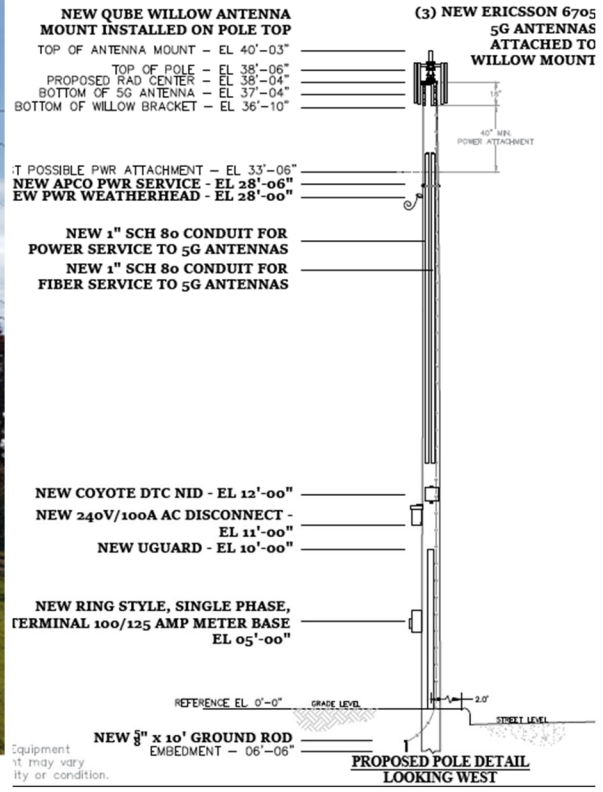 NEW QUBE WILLOW ANTENNA
MOUNT INSTALLED ON POLE TOP
(3) NEW ERICSSON 6705
5G ANTENNAS
ATTACHED TO
WILLOW MOUNT
TOP OF ANTENNA MOUNT – EL 40'-03"
TOP OF POLE – EL 38'-06"
PROPOSED RAD CENTER – EL 38'-04"
BOTTOM OF 5G ANTENNA – EL 37'-04"
BOTTOM OF WILLOW BRACKET – EL 36'-10"
40" MIN.
POWER ATTACHMENT
POSSIBLE PWR ATTACHMENT – EL 33'-06"
NEW APCO PWR SERVICE - EL 28'-06"
EW PWR WEATHERHEAD - EL 28'-00"
NEW 1" SCH 80 CONDUIT FOR
POWER SERVICE TO 5G ANTENNAS
NEW 1" SCH 80 CONDUIT FOR
FIBER SERVICE TO 5G ANTENNAS
NEW COYOTE DTC NID - EL 12'-00"
NEW 240V/100A AC DISCONNECT -
EL 11'-00"
NEW UGUARD - EL 10'-00"
NEW RING STYLE, SINGLE PHASE,
TERMINAL 100/125 AMP METER BASE
EL 05'-00"
REFERENCE EL 0'-0"
GRADE LEVEL
2.0'
STREET LEVEL
NEW 5/8" x 10' GROUND ROD
EMBEDMENT – 06'-06"
PROPOSED POLE DETAIL
LOOKING WEST
Equipment
nt may vary
ity or condition.